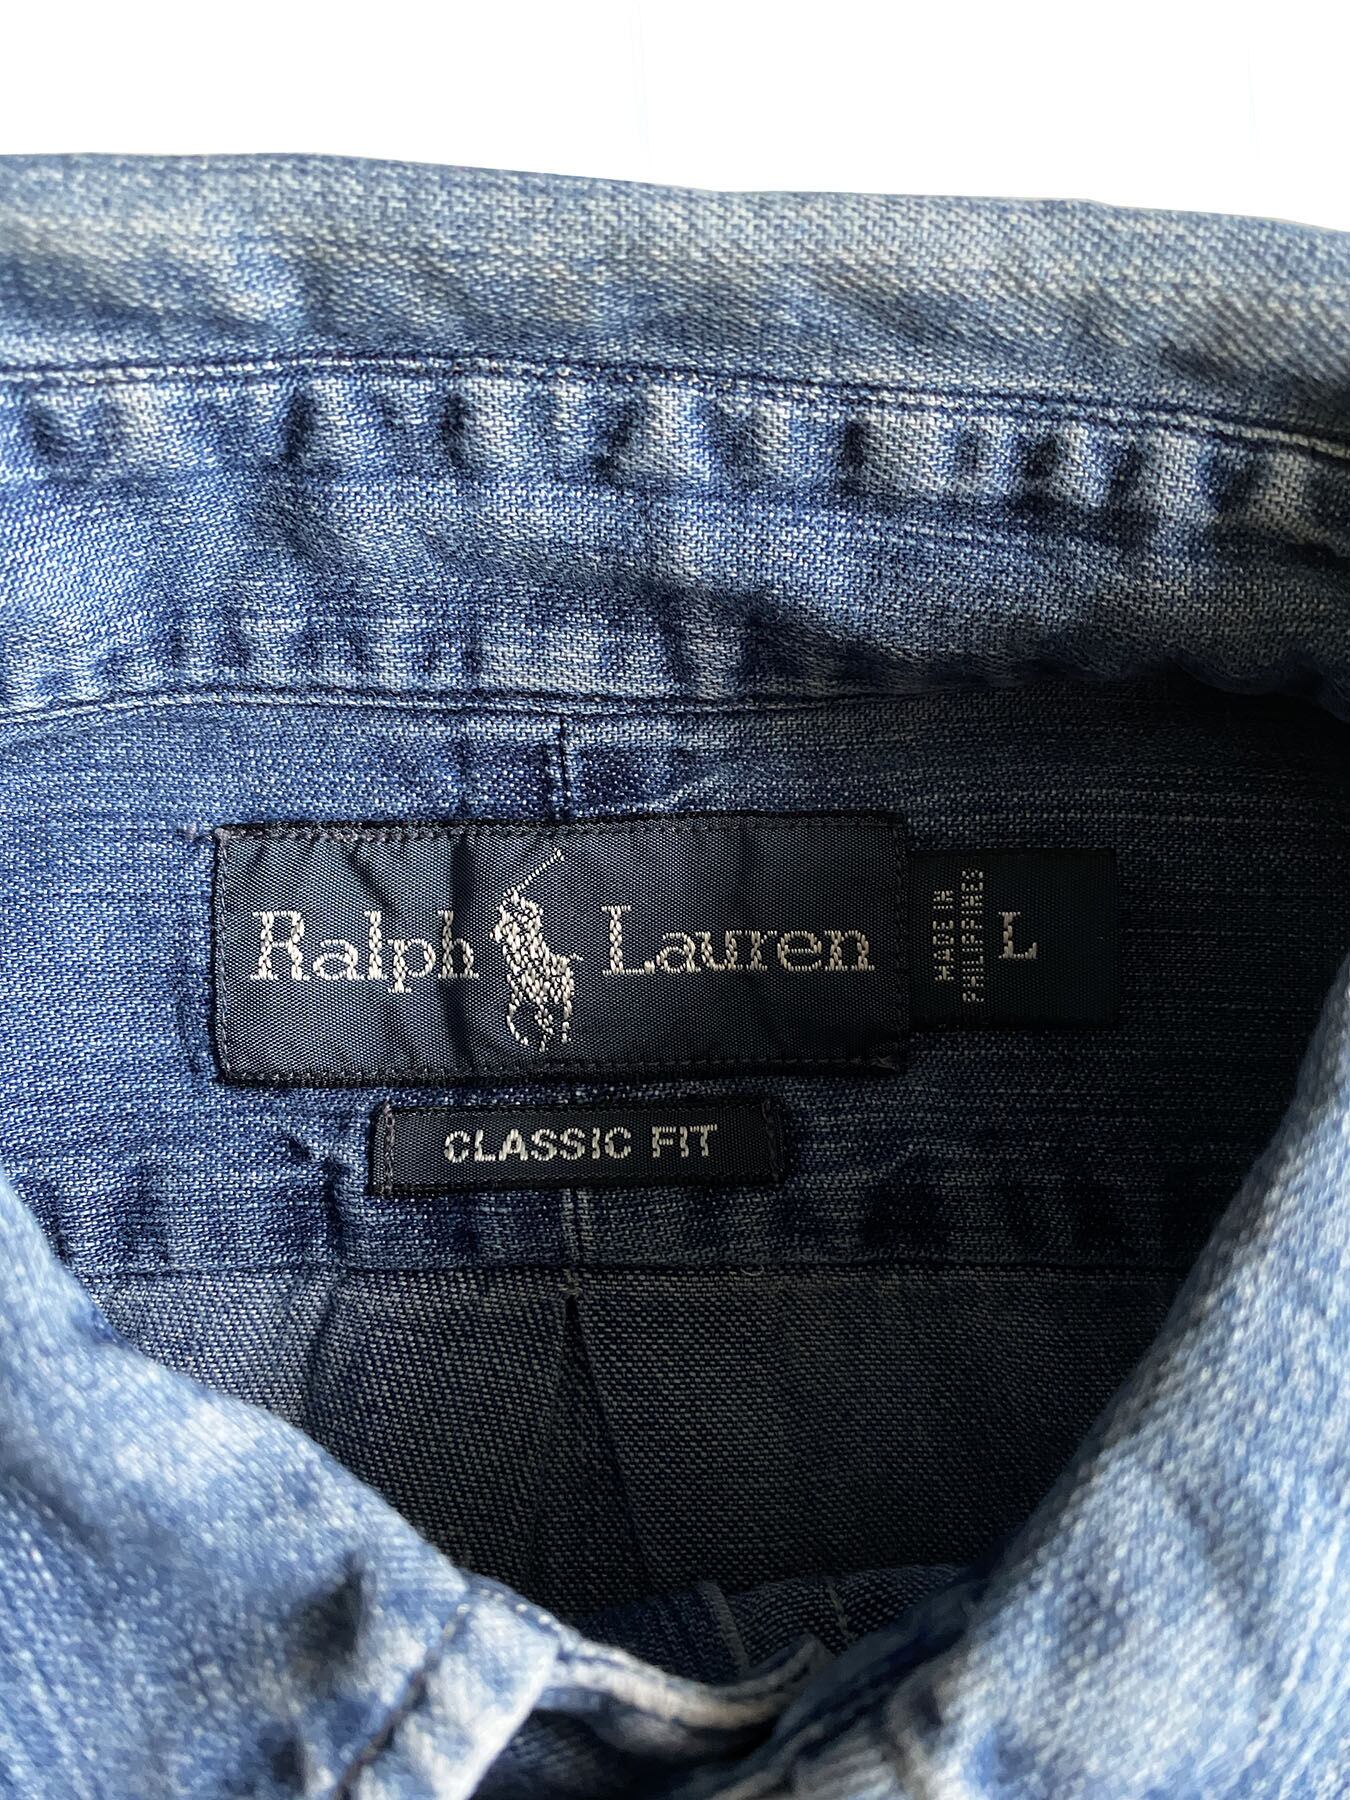 Ralph Lauren
MADE IN
PHILIPPINES
L
CLASSIC FIT